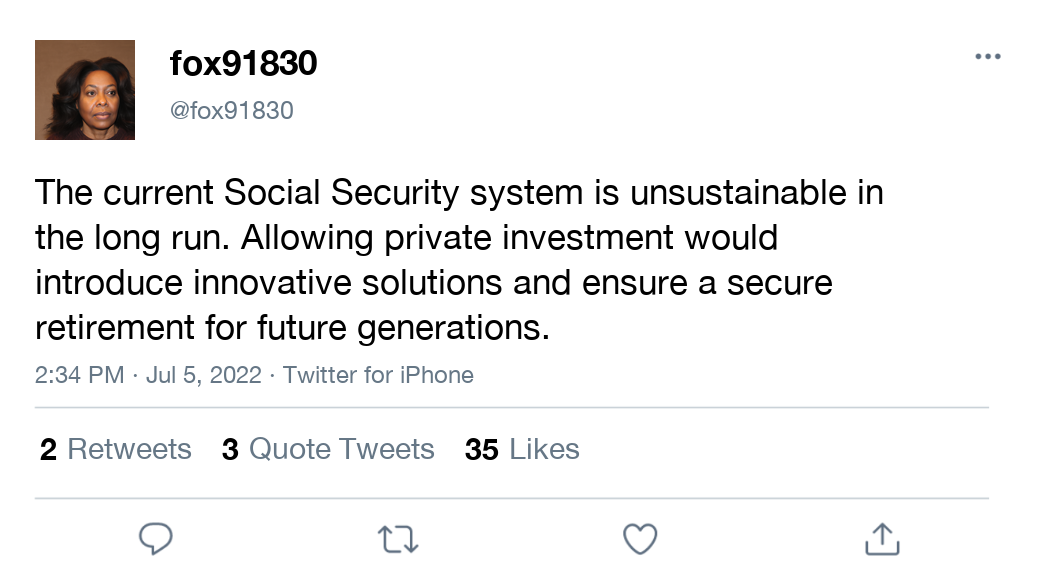 fox91830
@fox91830
The current Social Security system is unsustainable in
the long run. Allowing private investment would
introduce innovative solutions and ensure a secure
retirement for future generations.
2:34 PM · Jul 5, 2022 · Twitter for iPhone
2 Retweets 3 Quote Tweets 35 Likes